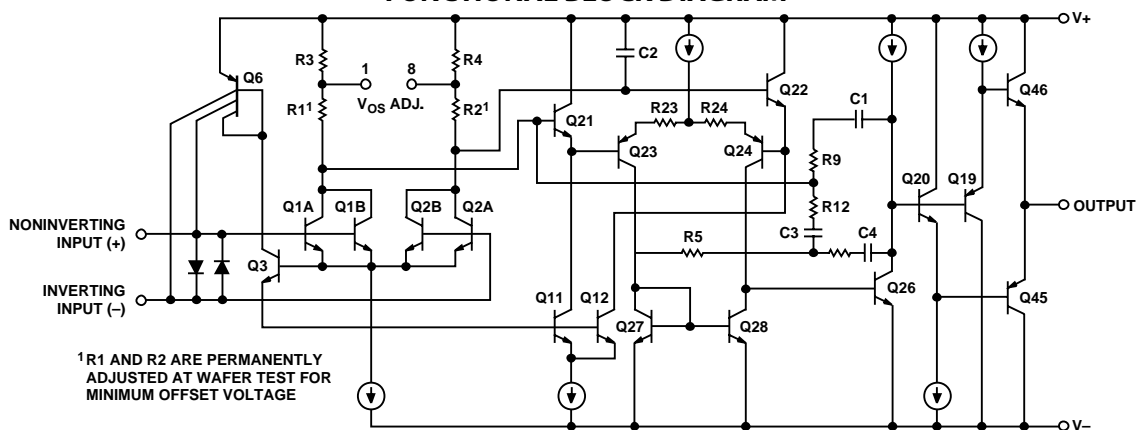 FUNCTIONAL BLOCK DIAGRAM
V+
R3
1
8
R4
C2
Q6
VOS ADJ.
R1¹
R2¹
Q21
R23
R24
Q22
C1
Q46
Q23
Q24
R9
Q20
Q19
NONINVERTING
INPUT (+)
Q1A
Q1B
Q2B
Q2A
R12
OUTPUT
C3
C4
R5
Q3
INVERTING
INPUT (–)
Q11
Q12
Q27
Q28
Q26
Q45
¹R1 AND R2 ARE PERMANENTLY
ADJUSTED AT WAFER TEST FOR
MINIMUM OFFSET VOLTAGE
V–